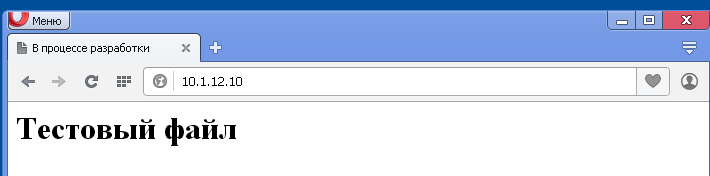 Меню
В процессе разработки
10.1.12.10
Тестовый файл